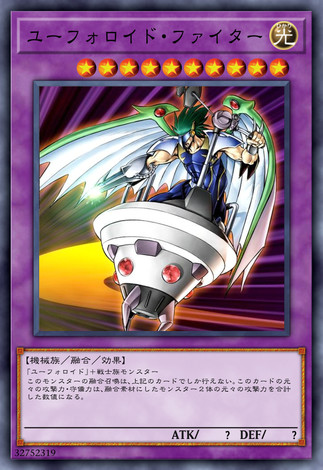 ユーフォロイド・ファイター
光
【機械族／融合／効果】
「ユーフォロイド」＋戦士族モンスター
このモンスターの融合召喚は、上記のカードでしか行えない。このカードの元
々の攻撃力・守備力は、融合素材にしたモンスター２体の元々の攻撃力を合計
した数値になる。
ATK/ ? DEF/ ?
32752319